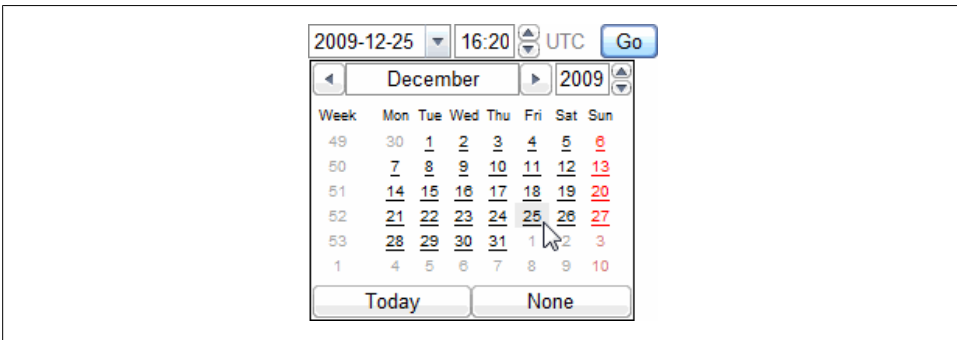 2009-12-25 16:20 UTC Go
December 2009
Week Mon Tue Wed Thu Fri Sat Sun
49 30 1 2 3 4 5 6
50 7 8 9 10 11 12 13
51 14 15 16 17 18 19 20
52 21 22 23 24 25 26 27
53 28 29 30 31 1 2 3
1 4 5 6 7 8 9 10
Today None